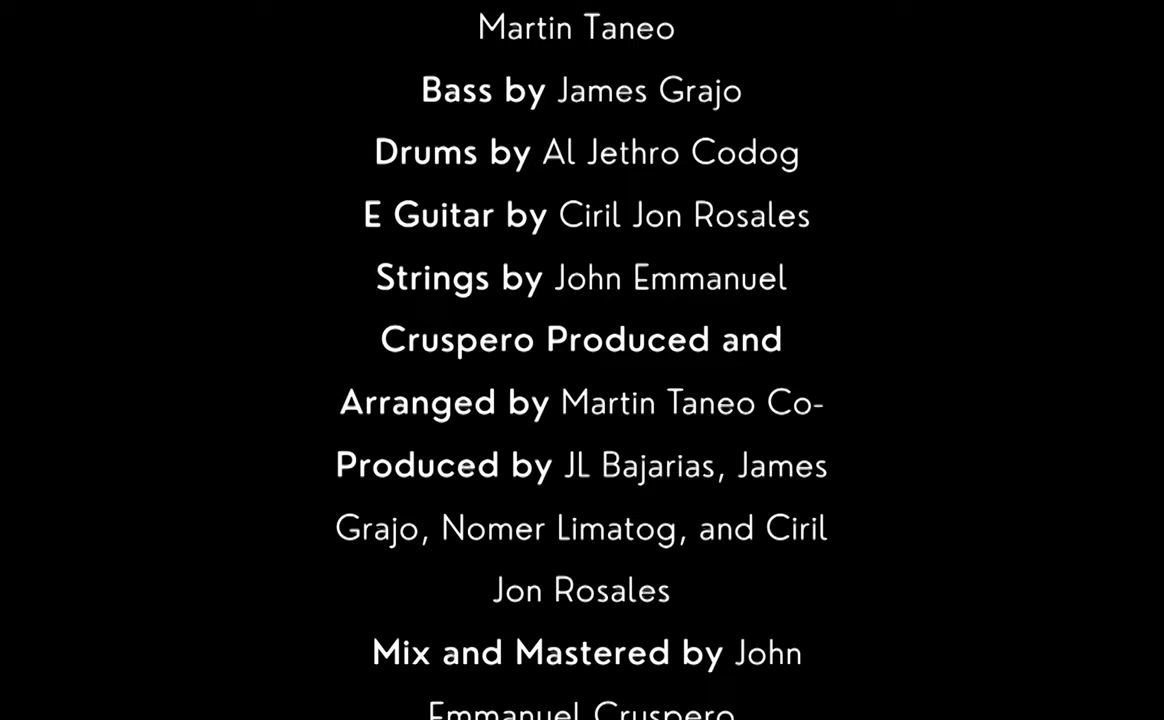 Martin Taneo
Bass by James Grajo
Drums by Al Jethro Codog
E Guitar by Ciril Jon Rosales
Strings by John Emmanuel
Cruspero Produced and
Arranged by Martin Taneo Co-
Produced by JL Bajarias, James
Grajo, Nomer Limatog, and Ciril
Jon Rosales
Mix and Mastered by John
Emmanuel Cruspero